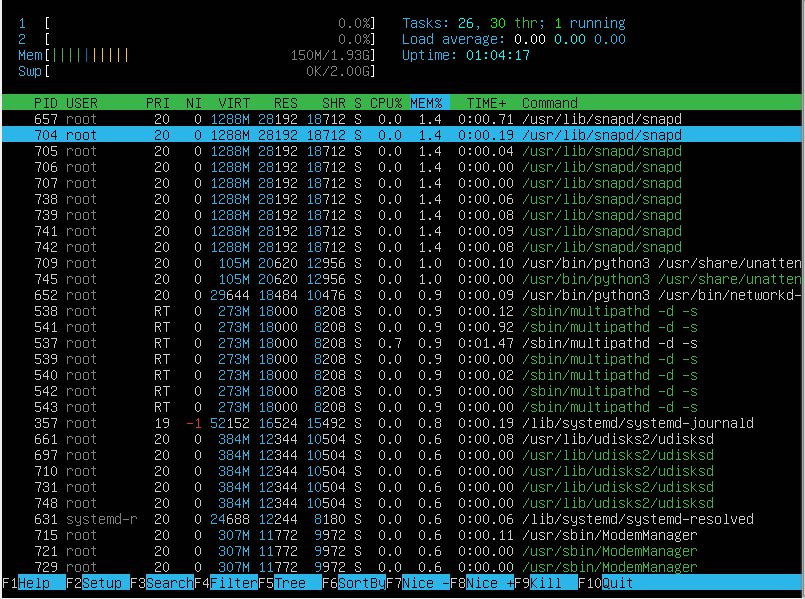 1 [ 0.0%] Tasks: 26, 30 thr; 1 running
2 [ 0.0%] Load average: 0.00 0.00 0.00
Mem[||||||||||| 150M/1.93G] Uptime: 01:04:17
Swp[ 0K/2.00G]
PID USER PRI NI VIRT RES SHR S CPU% MEM% TIME+ Command
657 root 20 0 1288M 28192 18712 S 0.0 1.4 0:00.71 /usr/lib/snapd/snapd
704 root 20 0 1288M 28192 18712 S 0.0 1.4 0:00.19 /usr/lib/snapd/snapd
705 root 20 0 1288M 28192 18712 S 0.0 1.4 0:00.04 /usr/lib/snapd/snapd
706 root 20 0 1288M 28192 18712 S 0.0 1.4 0:00.00 /usr/lib/snapd/snapd
707 root 20 0 1288M 28192 18712 S 0.0 1.4 0:00.00 /usr/lib/snapd/snapd
738 root 20 0 1288M 28192 18712 S 0.0 1.4 0:00.06 /usr/lib/snapd/snapd
739 root 20 0 1288M 28192 18712 S 0.0 1.4 0:00.08 /usr/lib/snapd/snapd
741 root 20 0 1288M 28192 18712 S 0.0 1.4 0:00.09 /usr/lib/snapd/snapd
742 root 20 0 1288M 28192 18712 S 0.0 1.4 0:00.08 /usr/lib/snapd/snapd
709 root 20 0 105M 20620 12956 S 0.0 1.0 0:00.10 /usr/bin/python3 /usr/share/unatten
745 root 20 0 105M 20620 12956 S 0.0 1.0 0:00.00 /usr/bin/python3 /usr/share/unatten
652 root 20 0 29644 18484 10476 S 0.0 0.9 0:00.09 /usr/bin/python3 /usr/bin/networkd-
538 root RT 0 273M 18000 8208 S 0.0 0.9 0:00.12 /sbin/multipathd -d -s
541 root RT 0 273M 18000 8208 S 0.0 0.9 0:00.92 /sbin/multipathd -d -s
537 root RT 0 273M 18000 8208 S 0.7 0.9 0:01.47 /sbin/multipathd -d -s
539 root RT 0 273M 18000 8208 S 0.0 0.9 0:00.00 /sbin/multipathd -d -s
540 root RT 0 273M 18000 8208 S 0.0 0.9 0:00.02 /sbin/multipathd -d -s
542 root RT 0 273M 18000 8208 S 0.0 0.9 0:00.00 /sbin/multipathd -d -s
543 root RT 0 273M 18000 8208 S 0.0 0.9 0:00.00 /sbin/multipathd -d -s
357 root 19 -1 52152 16524 15492 S 0.0 0.8 0:00.19 /lib/systemd/systemd-journald
661 root 20 0 384M 12344 10504 S 0.0 0.6 0:00.08 /usr/lib/udisks2/udisksd
697 root 20 0 384M 12344 10504 S 0.0 0.6 0:00.00 /usr/lib/udisks2/udisksd
710 root 20 0 384M 12344 10504 S 0.0 0.6 0:00.00 /usr/lib/udisks2/udisksd
731 root 20 0 384M 12344 10504 S 0.0 0.6 0:00.00 /usr/lib/udisks2/udisksd
748 root 20 0 384M 12344 10504 S 0.0 0.6 0:00.00 /usr/lib/udisks2/udisksd
631 systemd-r 20 0 24688 12244 8180 S 0.0 0.6 0:00.06 /lib/systemd/systemd-resolved
715 root 20 0 307M 11772 9972 S 0.0 0.6 0:00.11 /usr/sbin/ModemManager
721 root 20 0 307M 11772 9972 S 0.0 0.6 0:00.00 /usr/sbin/ModemManager
729 root 20 0 307M 11772 9972 S 0.0 0.6 0:00.00 /usr/sbin/ModemManager
F1Help F2Setup F3SearchF4FilterF5Tree F6SortByF7Nice -F8Nice +F9Kill F10Quit